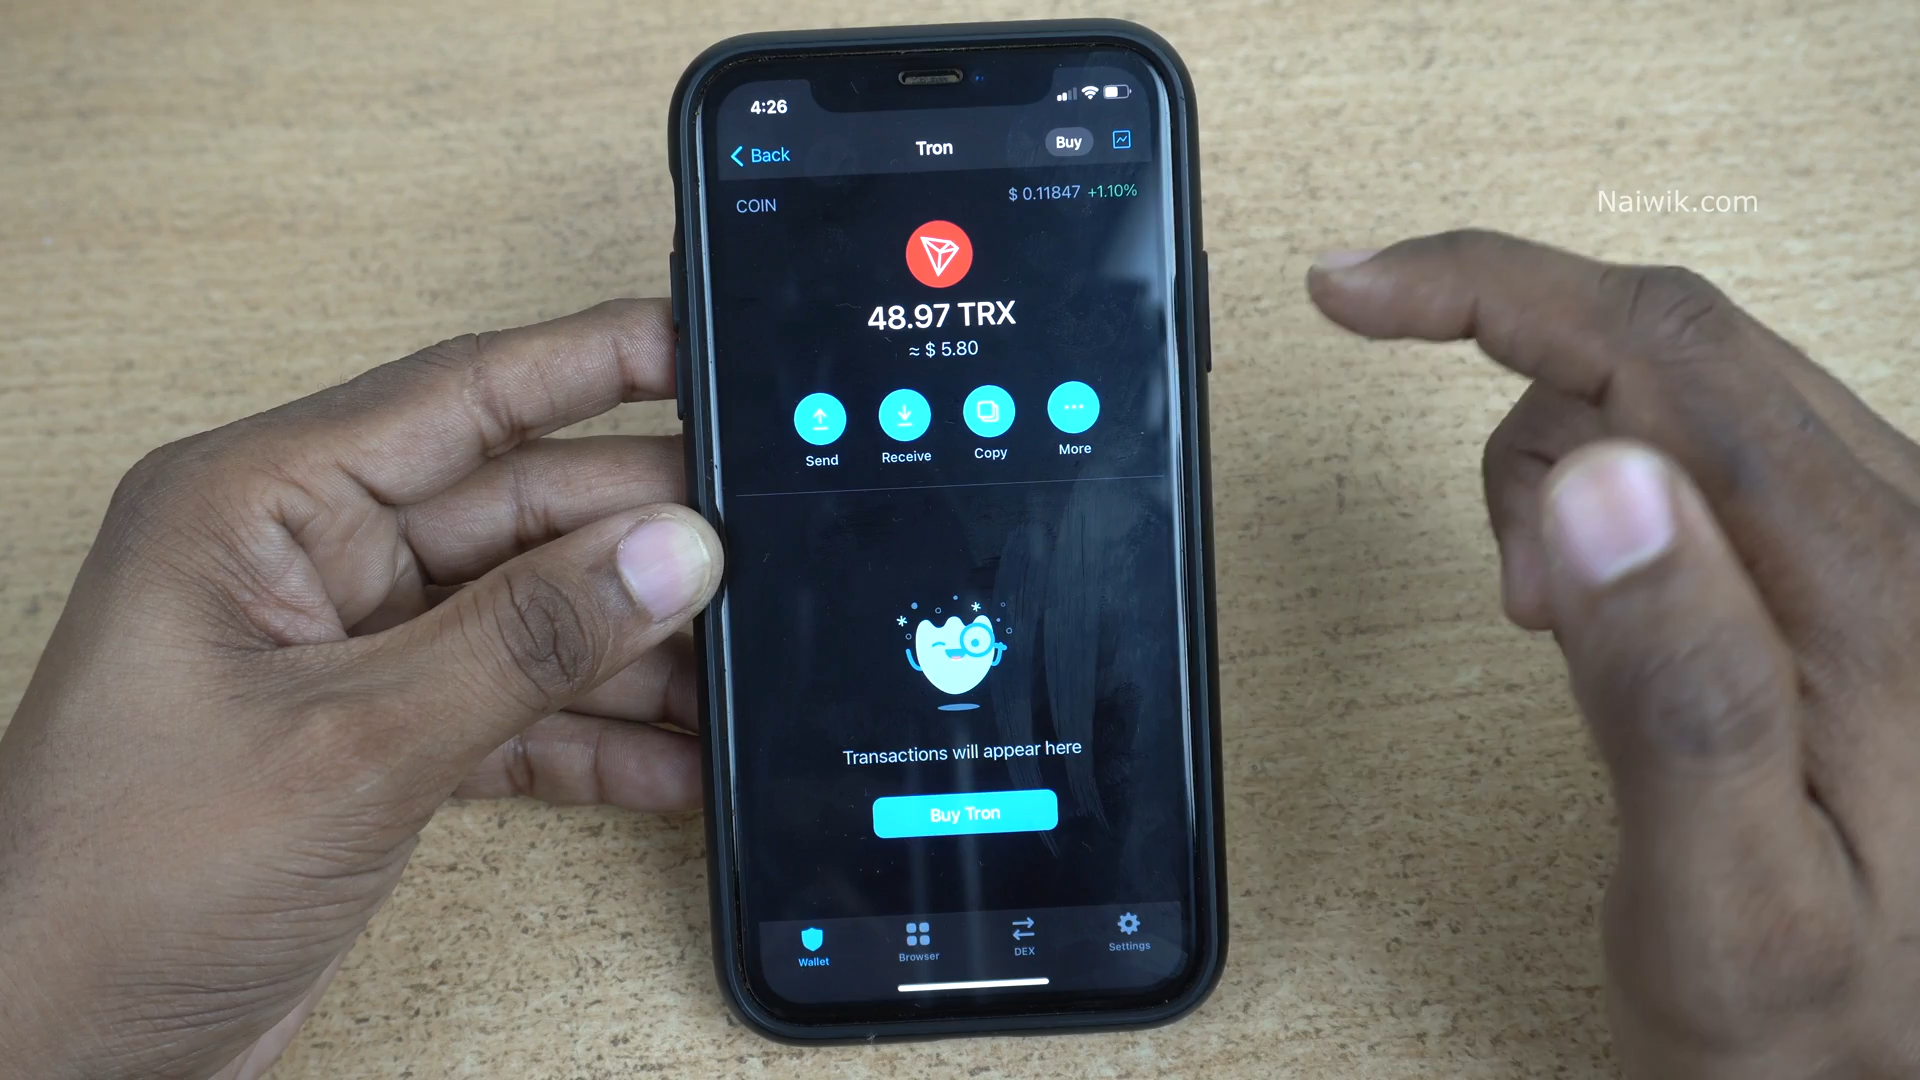 4:26
Back
Tron
Buy
COIN
$ 0.11847 +1.10%
48.97 TRX
≈ $ 5.80
Send
Receive
Copy
More
Transactions will appear here
Buy Tron
Wallet
Browser
DEX
Settings
Naiwik.com